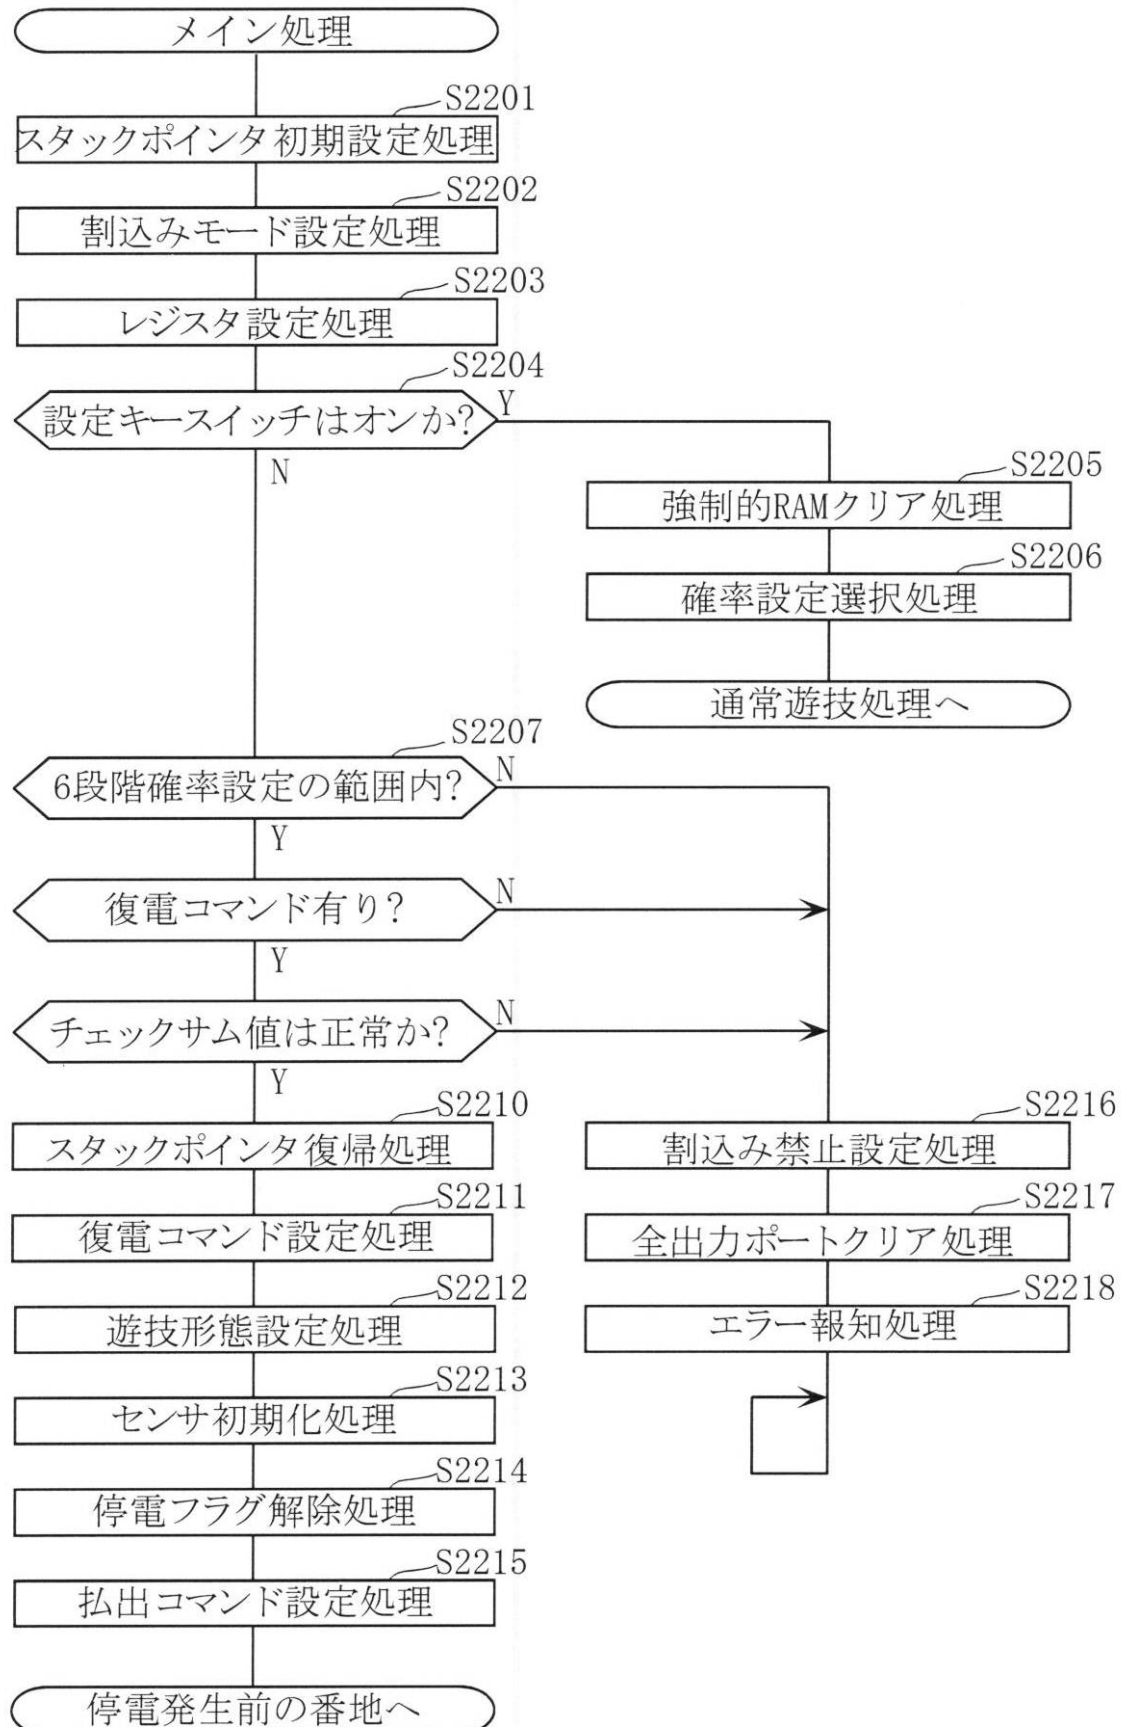 メイン処理
S2201
スタックポインタ初期設定処理
S2202
割込みモード設定処理
S2203
レジスタ設定処理
S2204
設定キースイッチはオンか?
Y
N
S2205
強制的RAMクリア処理
S2206
確率設定選択処理
通常遊技処理へ
S2207
6段階確率設定の範囲内?
N
Y
復電コマンド有り?
N
Y
チェックサム値は正常か?
N
Y
S2210
スタックポインタ復帰処理
S2211
復電コマンド設定処理
S2212
遊技形態設定処理
S2213
センサ初期化処理
S2214
停電フラグ解除処理
S2215
払出コマンド設定処理
停電発生前の番地へ
S2216
割込み禁止設定処理
S2217
全出力ポートクリア処理
S2218
エラー報知処理